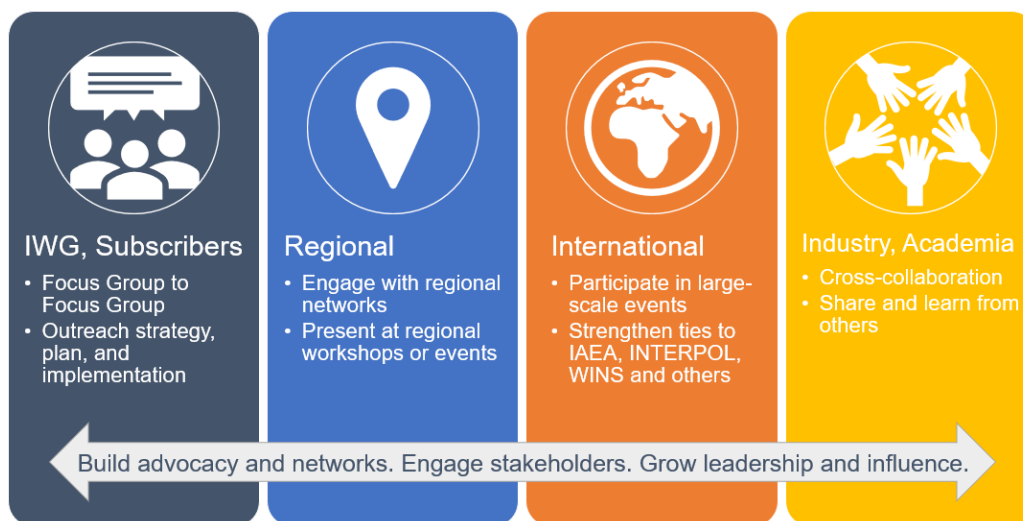 IWG, Subscribers
• Focus Group to
Focus Group
• Outreach strategy,
plan, and
implementation
Regional
• Engage with regional
networks
• Present at regional
workshops or events
International
• Participate in large-
scale events
• Strengthen ties to
IAEA, INTERPOL,
WINS and others
Industry, Academia
• Cross-collaboration
• Share and learn from
others
Build advocacy and networks. Engage stakeholders. Grow leadership and influence.